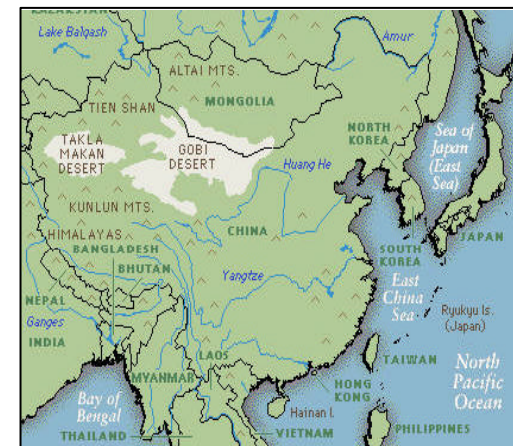 KAZAKHSTAN
Lake Balqash
Amur
ALTAI MTS.
MONGOLIA
TIEN SHAN
TAKLA
MAKAN
DESERT
GOBI
DESERT
NORTH
KOREA
Sea of
Japan
(East
Sea)
Huang He
KUNLUN MTS.
CHINA
HIMALAYAS
BANGLADESH
BHUTAN
SOUTH
KOREA
JAPAN
Yangtze
East
China
Sea
NEPAL
Ryukyu Is.
(Japan)
Ganges
INDIA
LAOS
TAIWAN
MYANMAR
HONG
KONG
North
Pacific
Ocean
Bay of
Bengal
Hainan I.
THAILAND
VIETNAM
PHILIPPINES